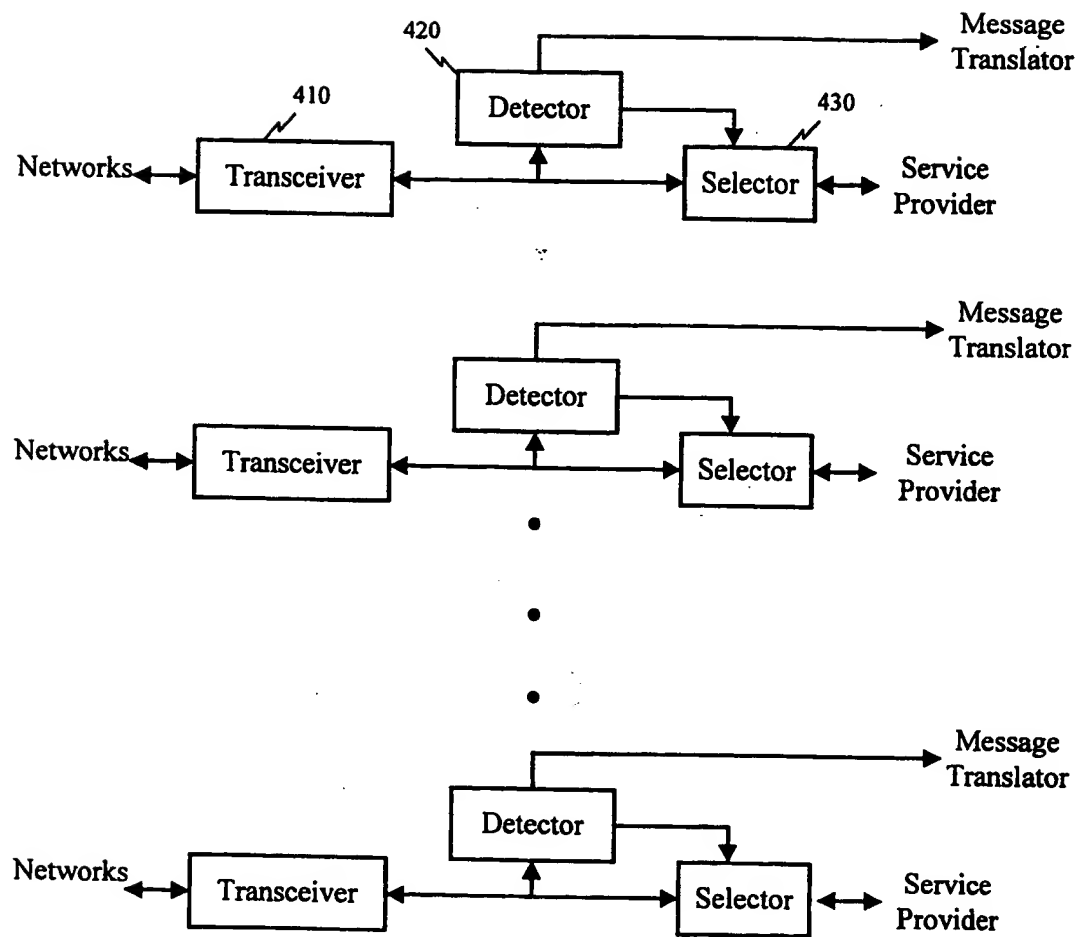 Message
Translator
420
Detector
410
430
Networks
Transceiver
Selector
Service
Provider
Message
Translator
Detector
Networks
Transceiver
Selector
Service
Provider
Message
Translator
Detector
Networks
Transceiver
Selector
Service
Provider